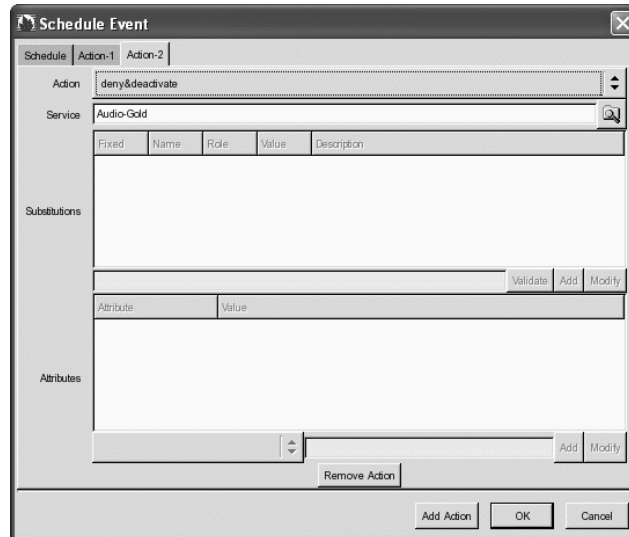 Schedule Event
Schedule Action-1 Action-2
Action deny&deactivate
Service Audio-Gold
Fixed Name Role Value Description
Substitutions
Validate Add Modify
Attribute Value
Attributes
Add Modify
Remove Action
Add Action OK Cancel